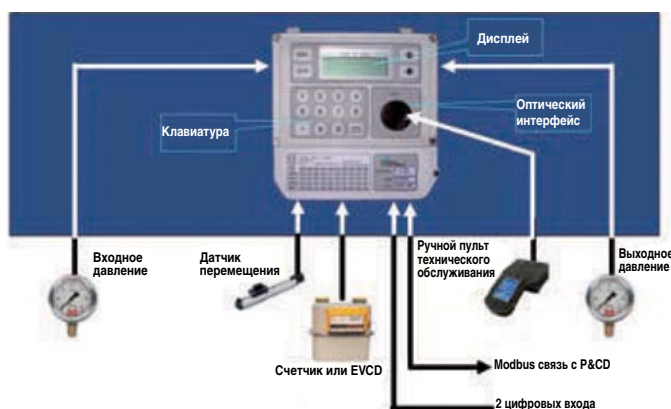 Дисплей
Оптический
интерфейс
Клавиатура
Входное
давление
Датчик
перемещения
Ручной пульт
технического
обслуживания
Выходное
давление
Счетчик или EVCD
Modbus связь с P&CD
2 цифровых входа